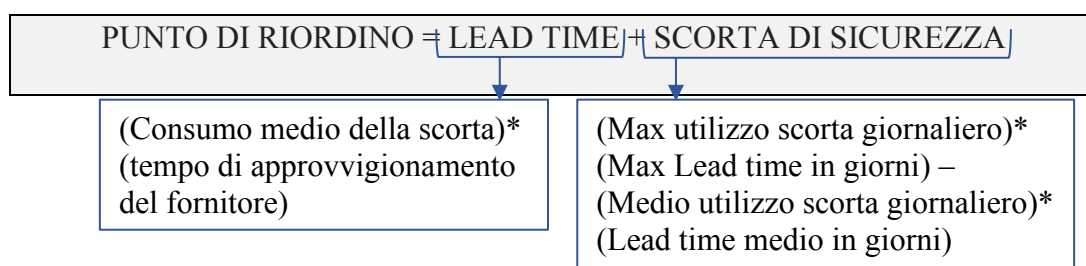 PUNTO DI RIORDINO = LEAD TIME + SCORTA DI SICUREZZA
(Consumo medio della scorta)*
(tempo di approvvigionamento
del fornitore)
(Max utilizzo scorta giornaliero)*
(Max Lead time in giorni) –
(Medio utilizzo scorta giornaliero)*
(Lead time medio in giorni)